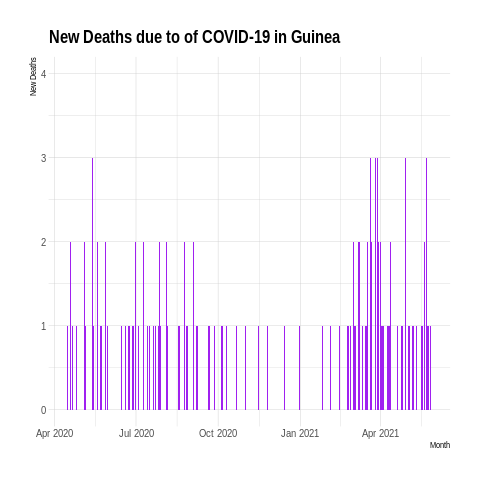 New Deaths due to of COVID-19 in Guinea
New Deaths
4
3
2
1
0
Apr 2020 Jul 2020 Oct 2020 Jan 2021 Apr 2021
Month